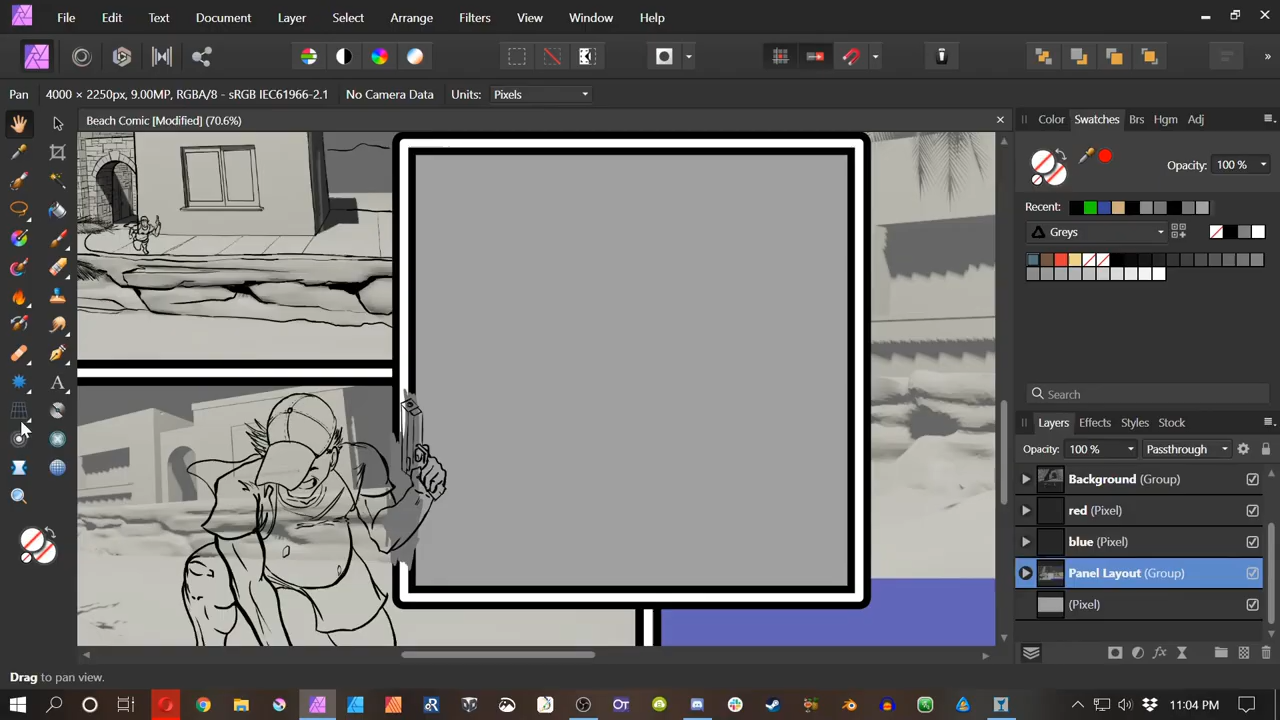 File Edit Text Document Layer Select Arrange Filters View Window Help
Pan 4000 × 2250px, 9.00MP, RGBA/8 - sRGB IEC61966-2.1 No Camera Data Units: Pixels
Beach Comic [Modified] (70.6%)
Color Swatches Brs Hgm Adj
Opacity: 100 %
Recent:
Greys
Search
Layers Effects Styles Stock
Opacity: 100 % Passthrough
Background (Group)
red (Pixel)
blue (Pixel)
Panel Layout (Group)
(Pixel)
Drag to pan view.
11:04 PM